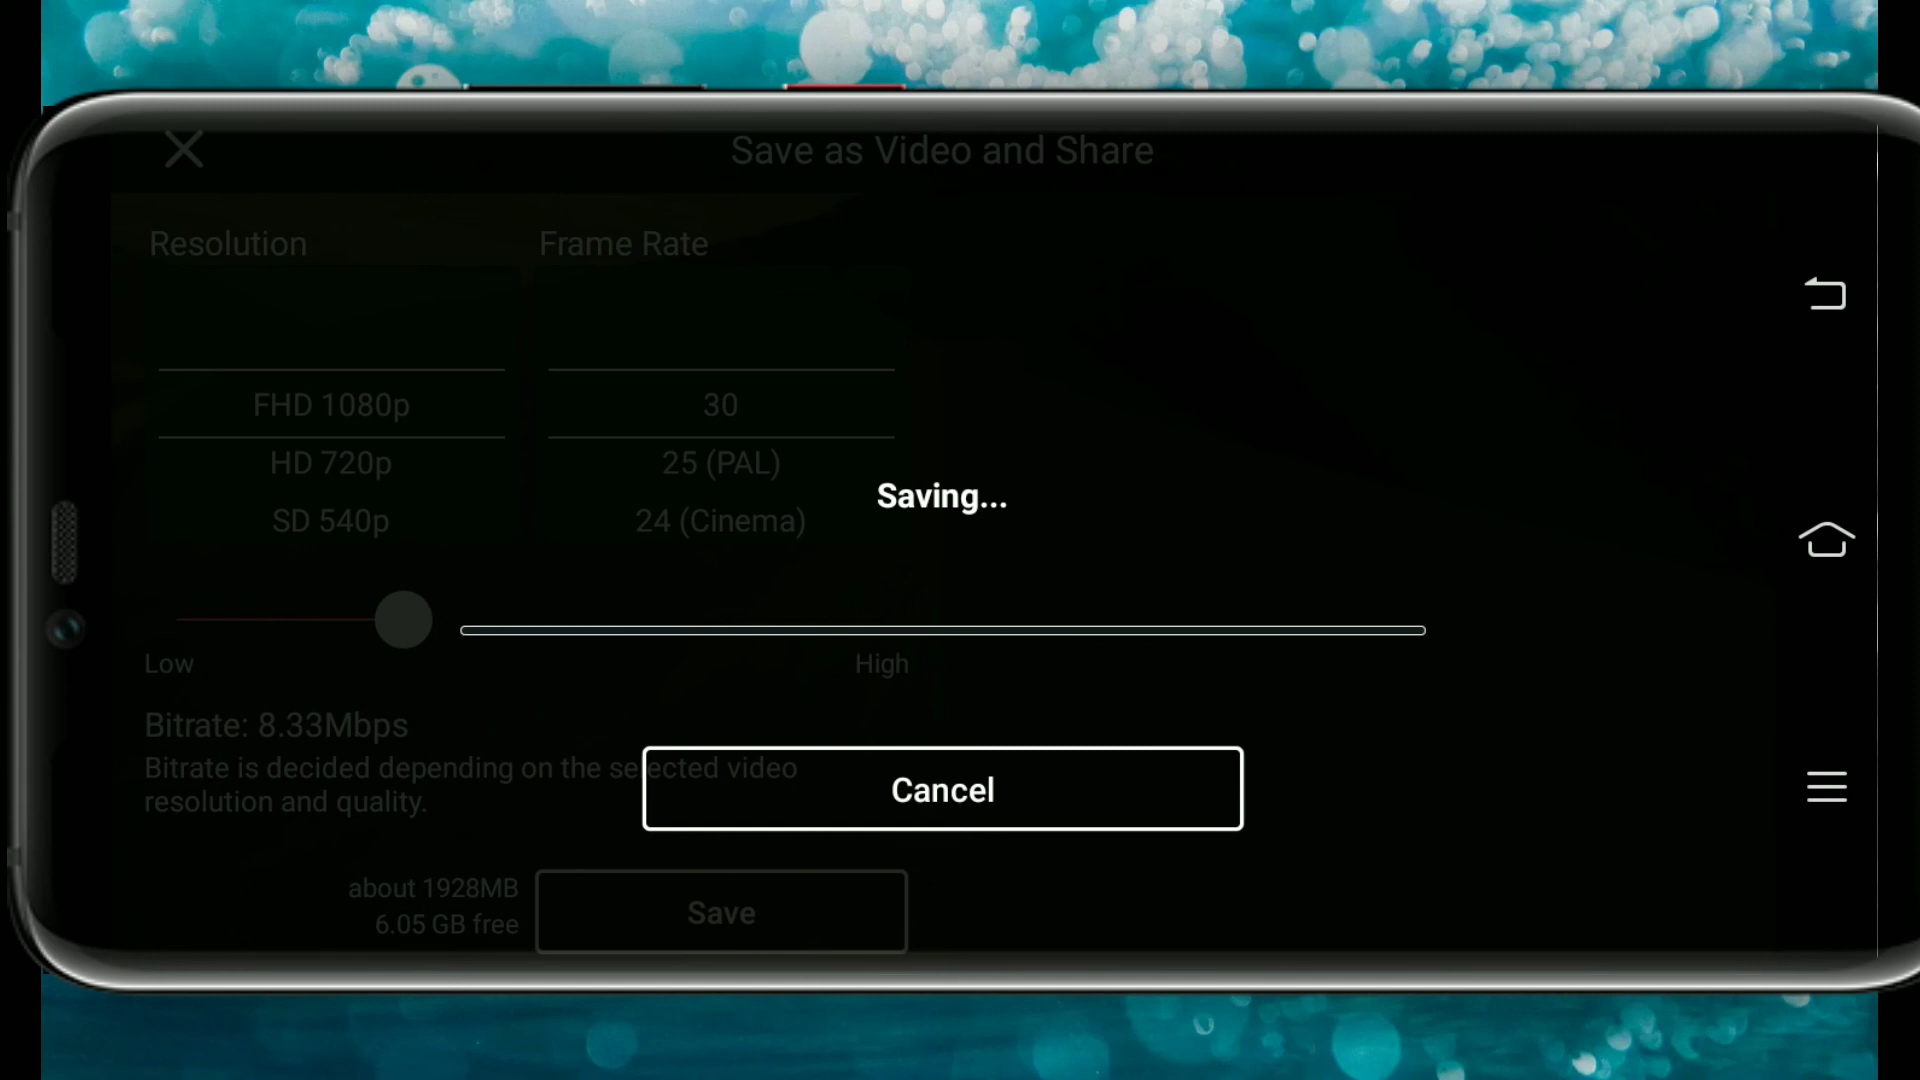 Save as Video and Share
Resolution
Frame Rate
FHD 1080p
30
HD 720p
25 (PAL)
Saving...
SD 540p
24 (Cinema)
Low
High
Bitrate: 8.33Mbps
Bitrate is decided depending on the selected video
resolution and quality.
Cancel
about 1928MB
6.05 GB free
Save